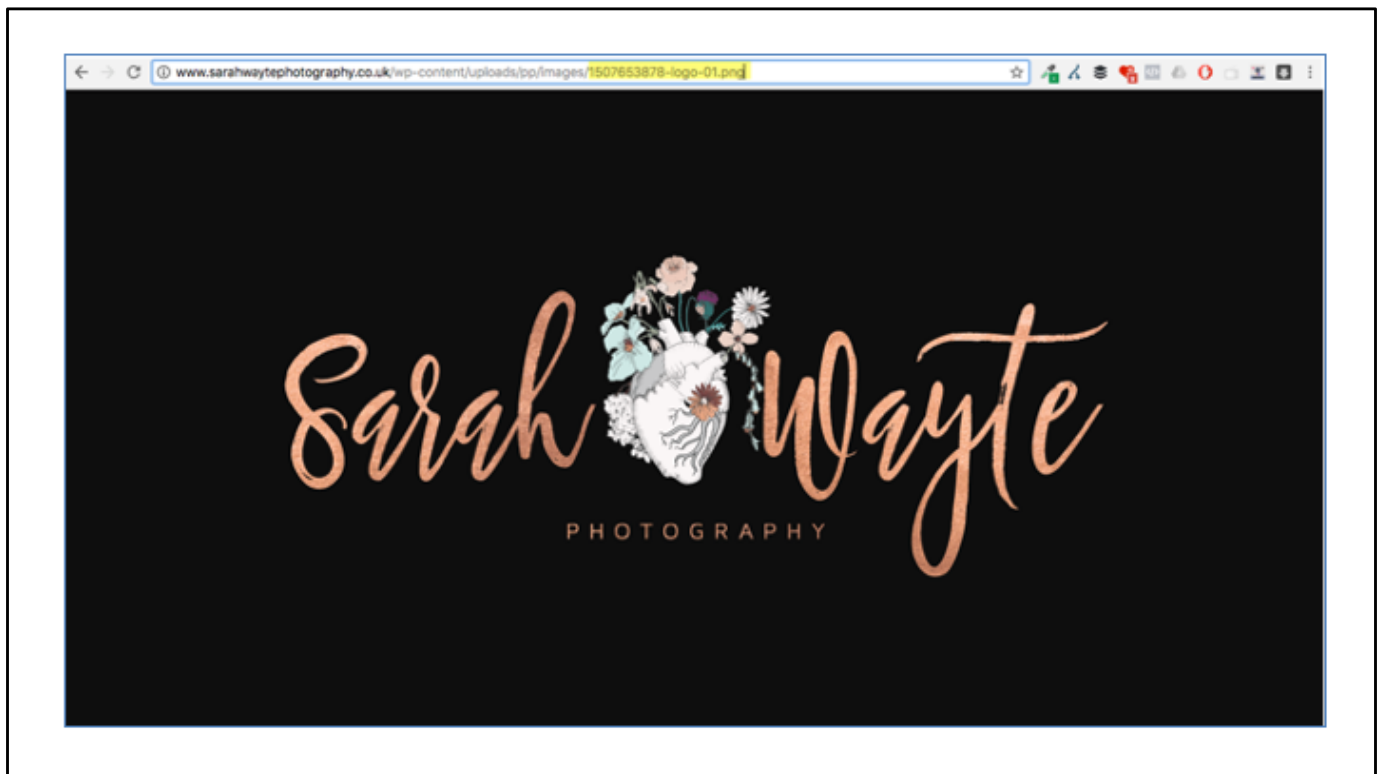 www.sarahwaytephotography.co.uk/wp-content/uploads/pp/images/1507653878-logo-01.png
Sarah Wayte
PHOTOGRAPHY